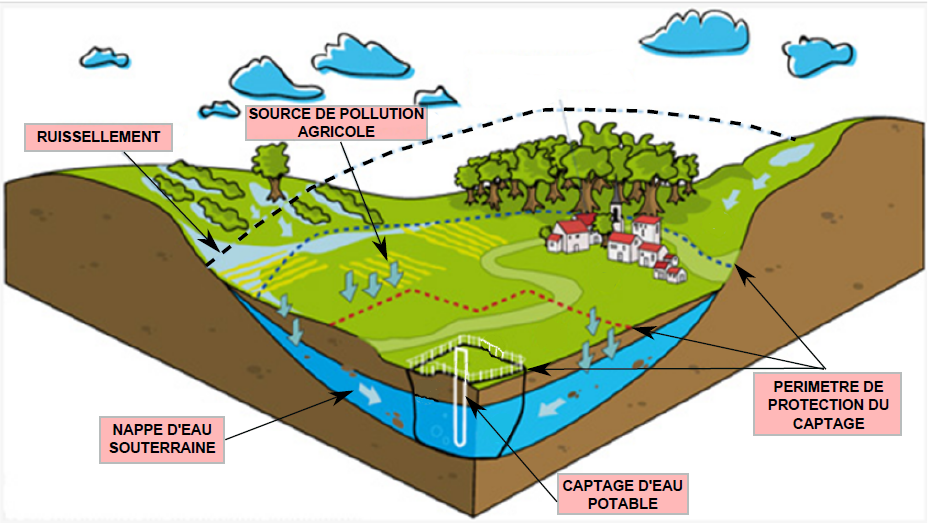 SOURCE DE POLLUTION
AGRICOLE
RUISSELLEMENT
PERIMETRE DE
PROTECTION DU
CAPTAGE
NAPPE D'EAU
SOUTERRAINE
CAPTAGE D'EAU
POTABLE